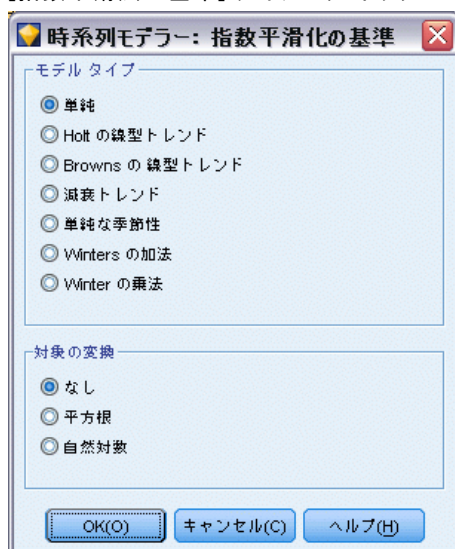 時系列モデラー: 指数平滑化の基準
モデル タイプ
単純
Holt の線型トレンド
Browns の 線型トレンド
減衰トレンド
単純な季節性
Winters の加法
Winter の乗法
対象の変換
なし
平方根
自然対数
OK(O)
キャンセル(C)
ヘルプ(H)